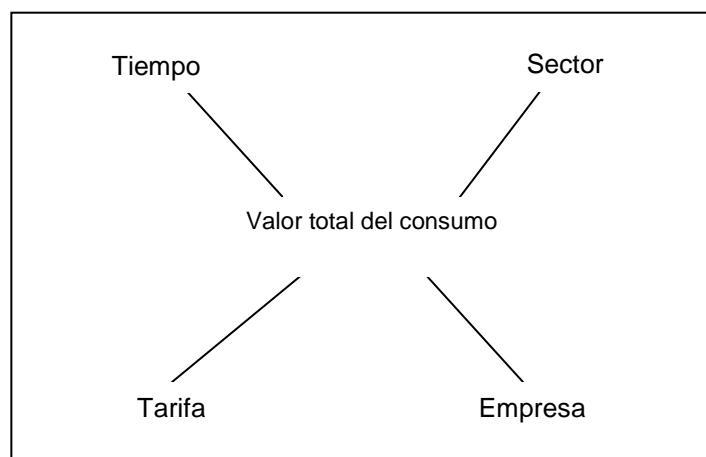 Tiempo
Sector
Valor total del consumo
Tarifa
Empresa